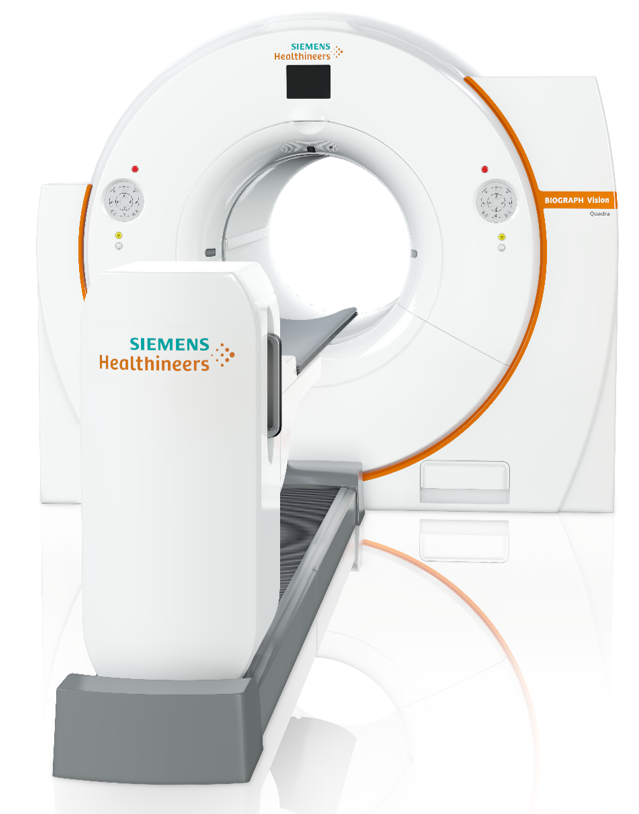 SIEMENS
Healthineers
BIOGRAPH Vision
Quadra
SIEMENS
Healthineers